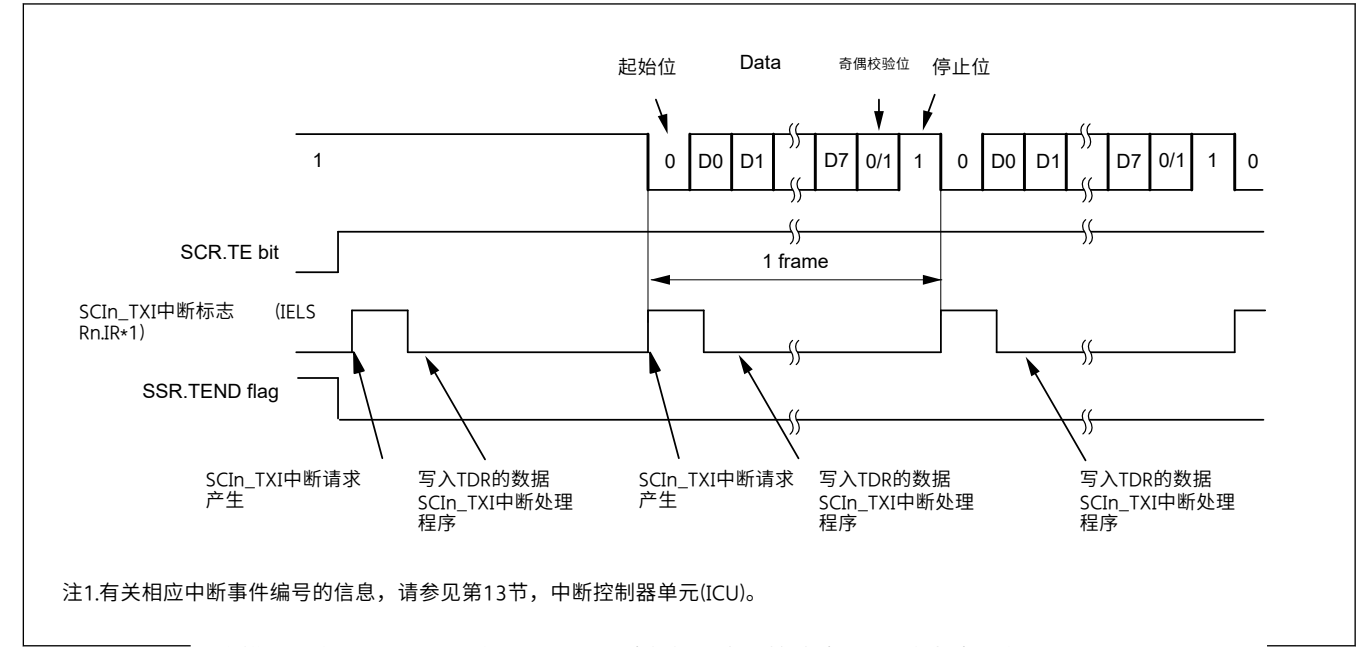 起始位 Data 奇偶校验位 停止位
1 0 D0 D1 D7 0/1 1 0 D0 D1 D7 0/1 1 0
SCR.TE bit
1 frame
SCIn_TXI中断标志 (IELS
Rn.IR*1)
SSR.TEND flag
SCIn_TXI中断请求
产生
写入TDR的数据
SCIn_TXI中断处理
程序
SCIn_TXI中断请求
产生
写入TDR的数据
SCIn_TXI中断处理
程序
写入TDR的数据
SCIn_TXI中断处理
程序
注1.有关相应中断事件编号的信息，请参见第13节，中断控制器单元(ICU)。